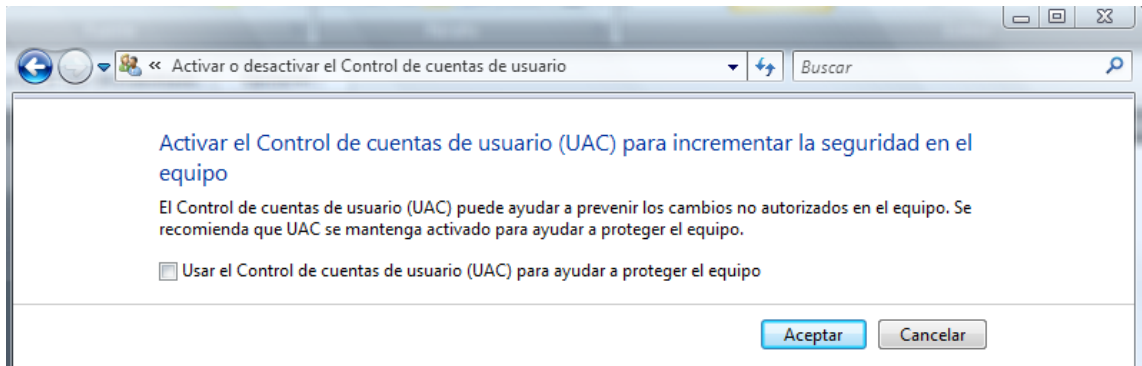 « Activar o desactivar el Control de cuentas de usuario
Buscar
Activar el Control de cuentas de usuario (UAC) para incrementar la seguridad en el
equipo
El Control de cuentas de usuario (UAC) puede ayudar a prevenir los cambios no autorizados en el equipo. Se
recomienda que UAC se mantenga activado para ayudar a proteger el equipo.
Usar el Control de cuentas de usuario (UAC) para ayudar a proteger el equipo
Aceptar
Cancelar